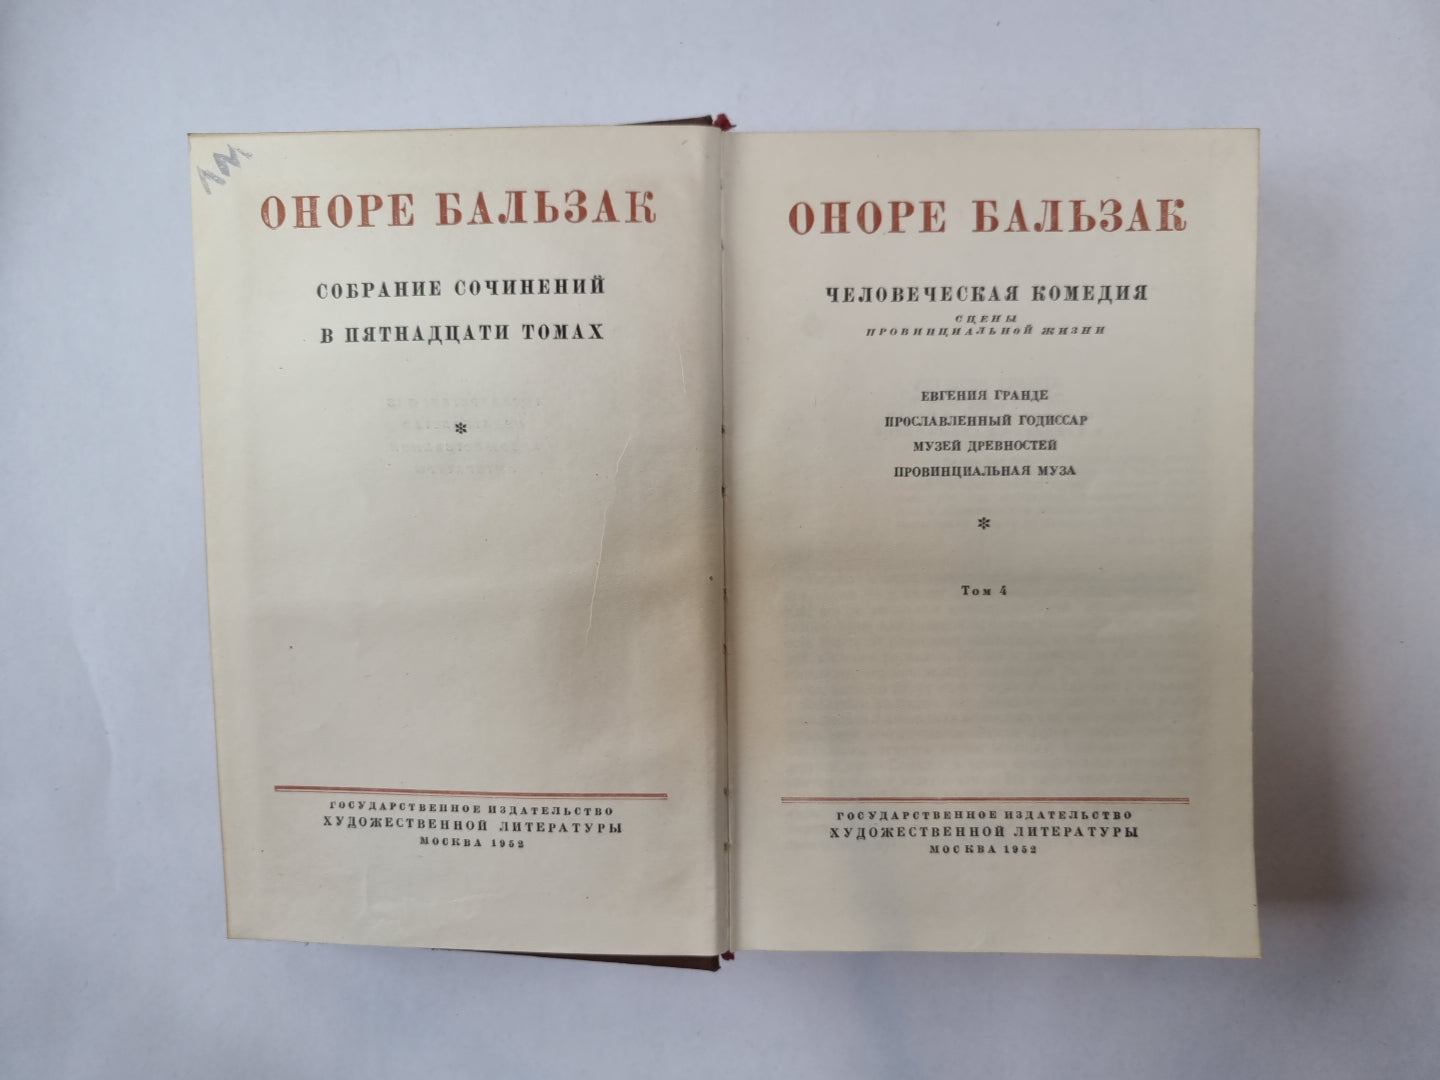 ОНОРЕ БАЛЬЗАК
СОБРАНИЕ СОЧИНЕНИЙ
В ПЯТНАДЦАТИ ТОМАХ
*
ГОСУДАРСТВЕННОЕ ИЗДАТЕЛЬСТВО
ХУДОЖЕСТВЕННОЙ ЛИТЕРАТУРЫ
МОСКВА 1952
ОНОРЕ БАЛЬЗАК
ЧЕЛОВЕЧЕСКАЯ КОМЕДИЯ
СЦЕНЫ
ПРОВИНЦИАЛЬНОЙ ЖИЗНИ
ЕВГЕНИЯ ГРАНДЕ
ПРОСЛАВЛЕННЫЙ ГОДИССАР
МУЗЕЙ ДРЕВНОСТЕЙ
ПРОВИНЦИАЛЬНАЯ МУЗА
*
Том 4
ГОСУДАРСТВЕННОЕ ИЗДАТЕЛЬСТВО
ХУДОЖЕСТВЕННОЙ ЛИТЕРАТУРЫ
МОСКВА 1952